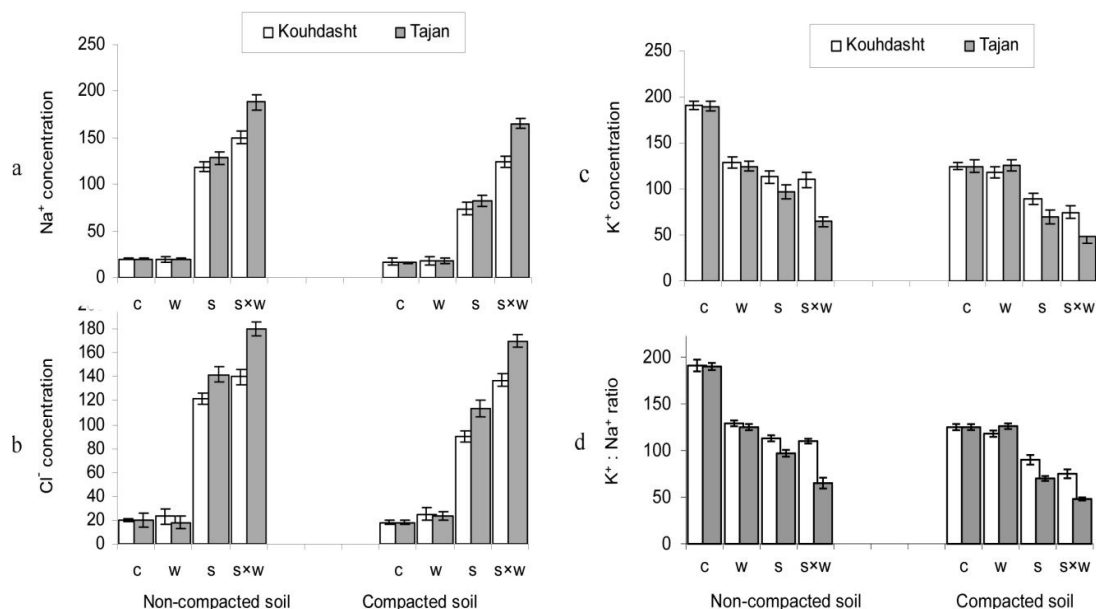 Kouhdasht Tajan
250
200
150
100
50
0
Na⁺ concentration
a
c w s s×w c w s s×w
180
160
140
120
100
80
60
40
20
0
Cl⁻ concentration
b
c w s s×w c w s s×w
Non-compacted soil Compacted soil
Kouhdasht Tajan
250
200
150
100
50
0
K⁺ concentration
c
c w s s×w c w s s×w
200
150
100
50
0
K⁺ : Na⁺ ratio
d
c w s s×w c w s s×w
Non-compacted soil Compacted soil